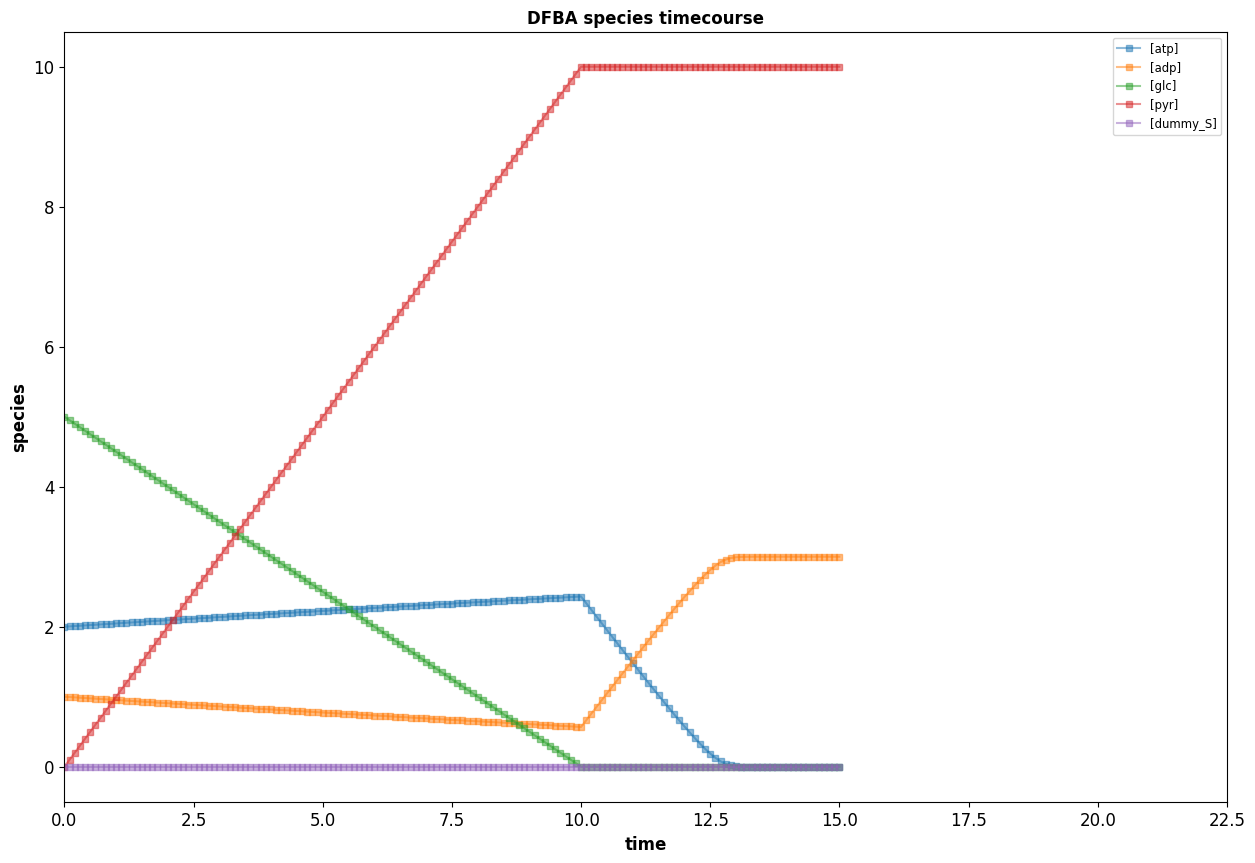 DFBA species timecourse
[atp]
[adp]
[glc]
[pyr]
[dummy_S]
10
8
6
4
2
0
species
0.0 2.5 5.0 7.5 10.0 12.5 15.0 17.5 20.0 22.5
time